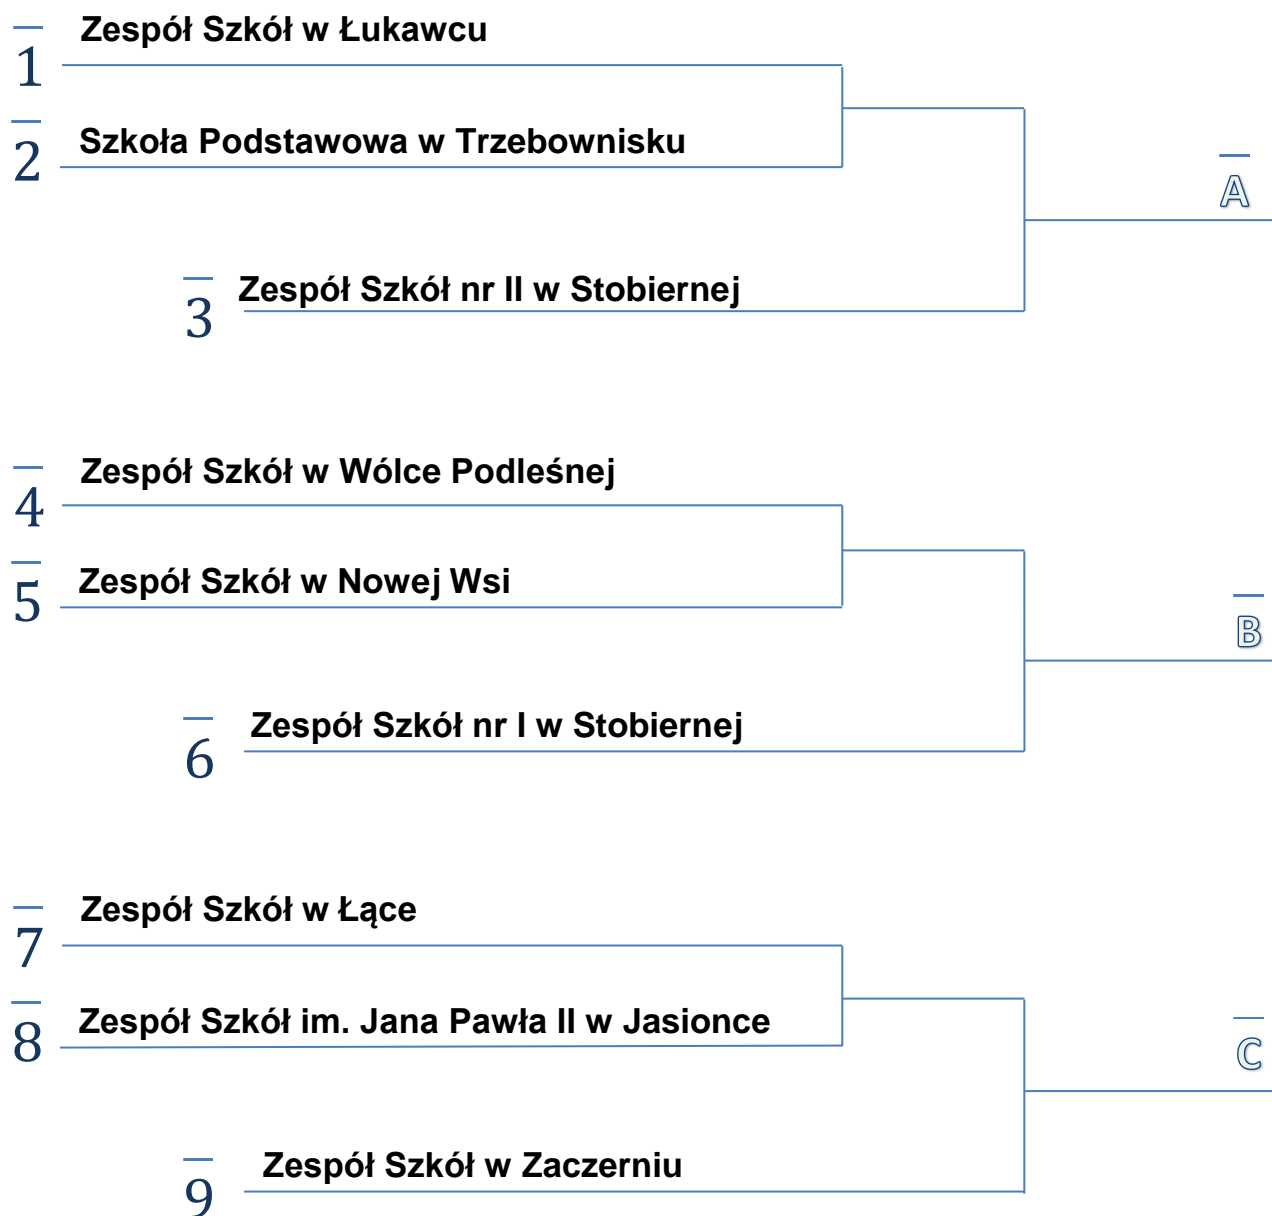 1 Zespół Szkół w Łukawcu
2 Szkoła Podstawowa w Trzebownisku
A
3 Zespół Szkół nr II w Stobiernej
4 Zespół Szkół w Wólce Podleśnej
5 Zespół Szkół w Nowej Wsi
B
6 Zespół Szkół nr I w Stobiernej
7 Zespół Szkół w Łące
8 Zespół Szkół im. Jana Pawła II w Jasionce
C
9 Zespół Szkół w Zaczerniu